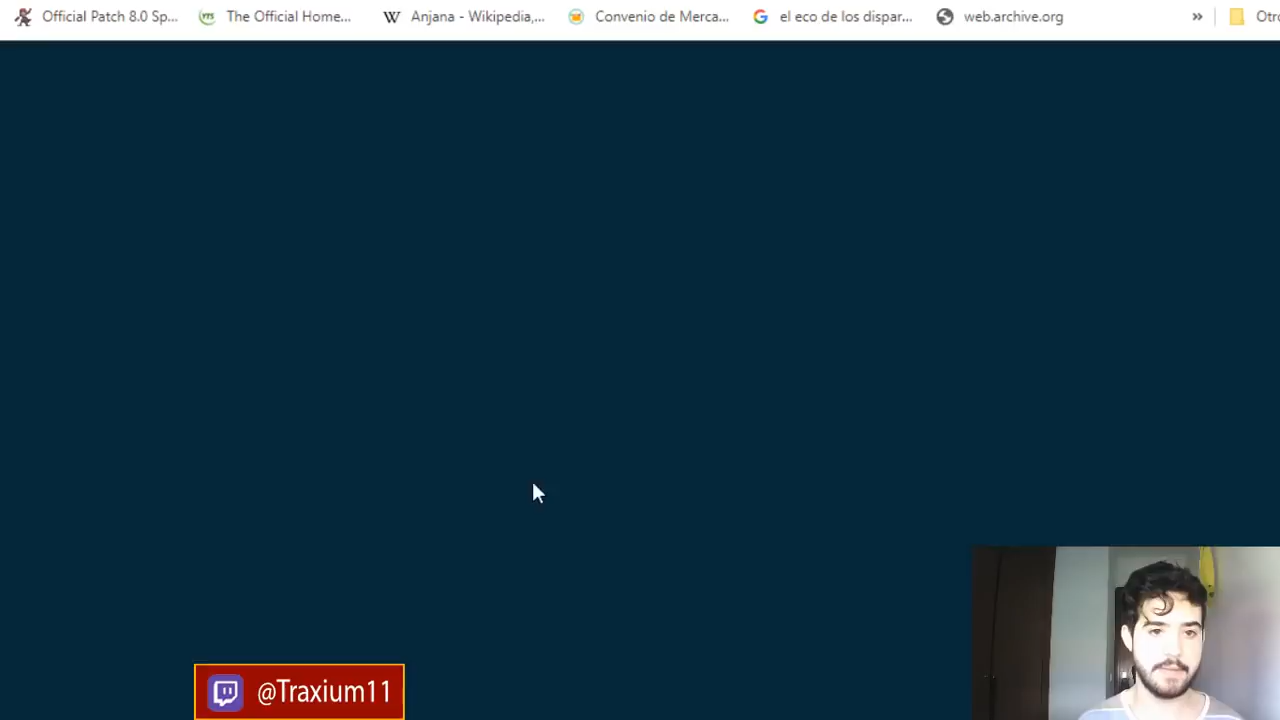 Official Patch 8.0 Sp...
The Official Home...
W Anjana - Wikipedia,...
Convenio de Merca...
G el eco de los dispar...
web.archive.org
»
Otro
@Traxium11